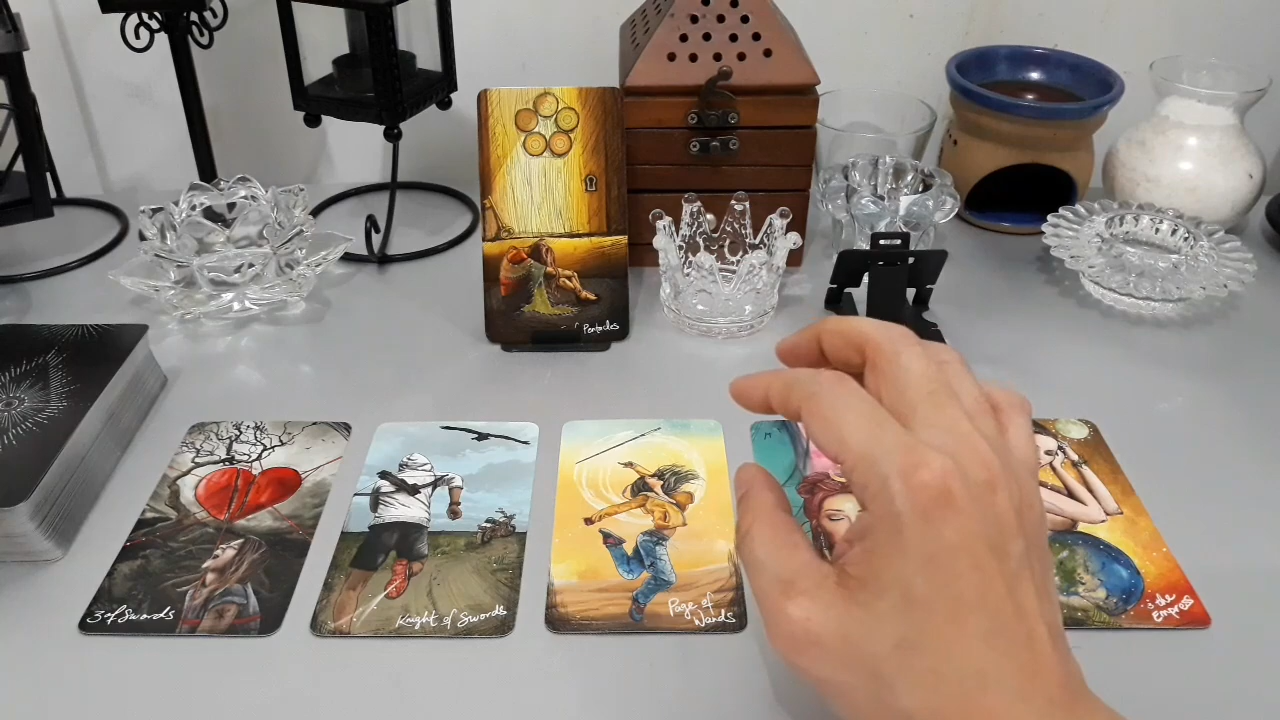 Pentacles
3 of Swords
Knight of Swords
Page of
Wands
3 the
Empress